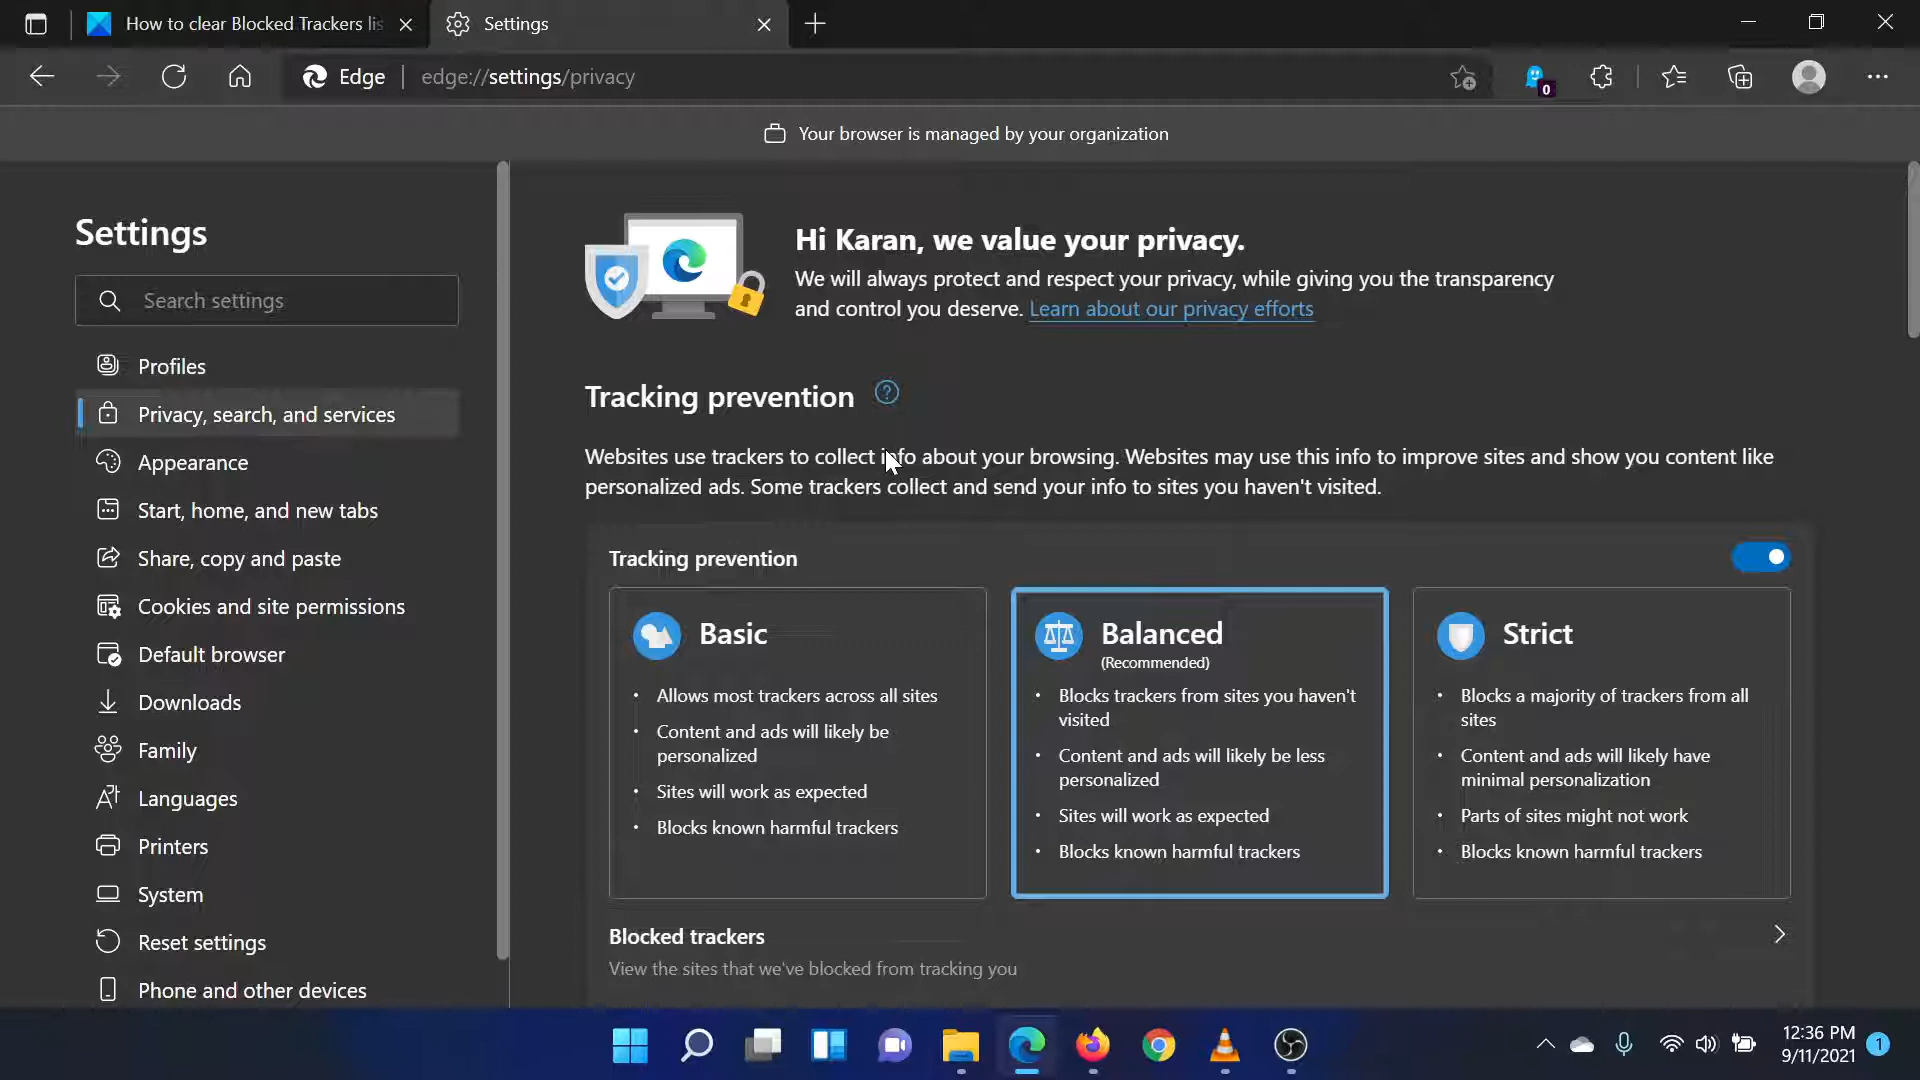 How to clear Blocked Trackers lis
Settings
Edge
edge://settings/privacy
0
Your browser is managed by your organization
Settings
Search settings
Profiles
Privacy, search, and services
Appearance
Start, home, and new tabs
Share, copy and paste
Cookies and site permissions
Default browser
Downloads
Family
Languages
Printers
System
Reset settings
Phone and other devices
Hi Karan, we value your privacy.
We will always protect and respect your privacy, while giving you the transparency
and control you deserve. Learn about our privacy efforts
Tracking prevention
Websites use trackers to collect info about your browsing. Websites may use this info to improve sites and show you content like
personalized ads. Some trackers collect and send your info to sites you haven't visited.
Tracking prevention
Basic
• Allows most trackers across all sites
• Content and ads will likely be
personalized
• Sites will work as expected
• Blocks known harmful trackers
Balanced
(Recommended)
• Blocks trackers from sites you haven't
visited
• Content and ads will likely be less
personalized
• Sites will work as expected
• Blocks known harmful trackers
Strict
• Blocks a majority of trackers from all
sites
• Content and ads will likely have
minimal personalization
• Parts of sites might not work
• Blocks known harmful trackers
Blocked trackers
View the sites that we've blocked from tracking you
12:36 PM
9/11/2021
1